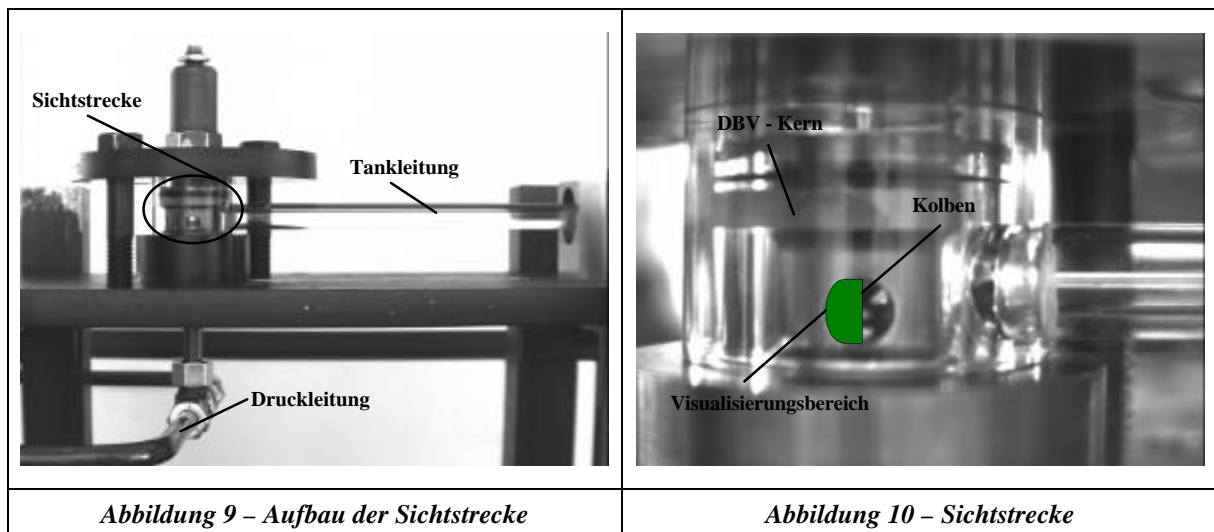 Sichtstrecke
Tankleitung
Druckleitung
Abbildung 9 – Aufbau der Sichtstrecke
DBV - Kern
Kolben
Visualisierungsbereich
Abbildung 10 – Sichtstrecke